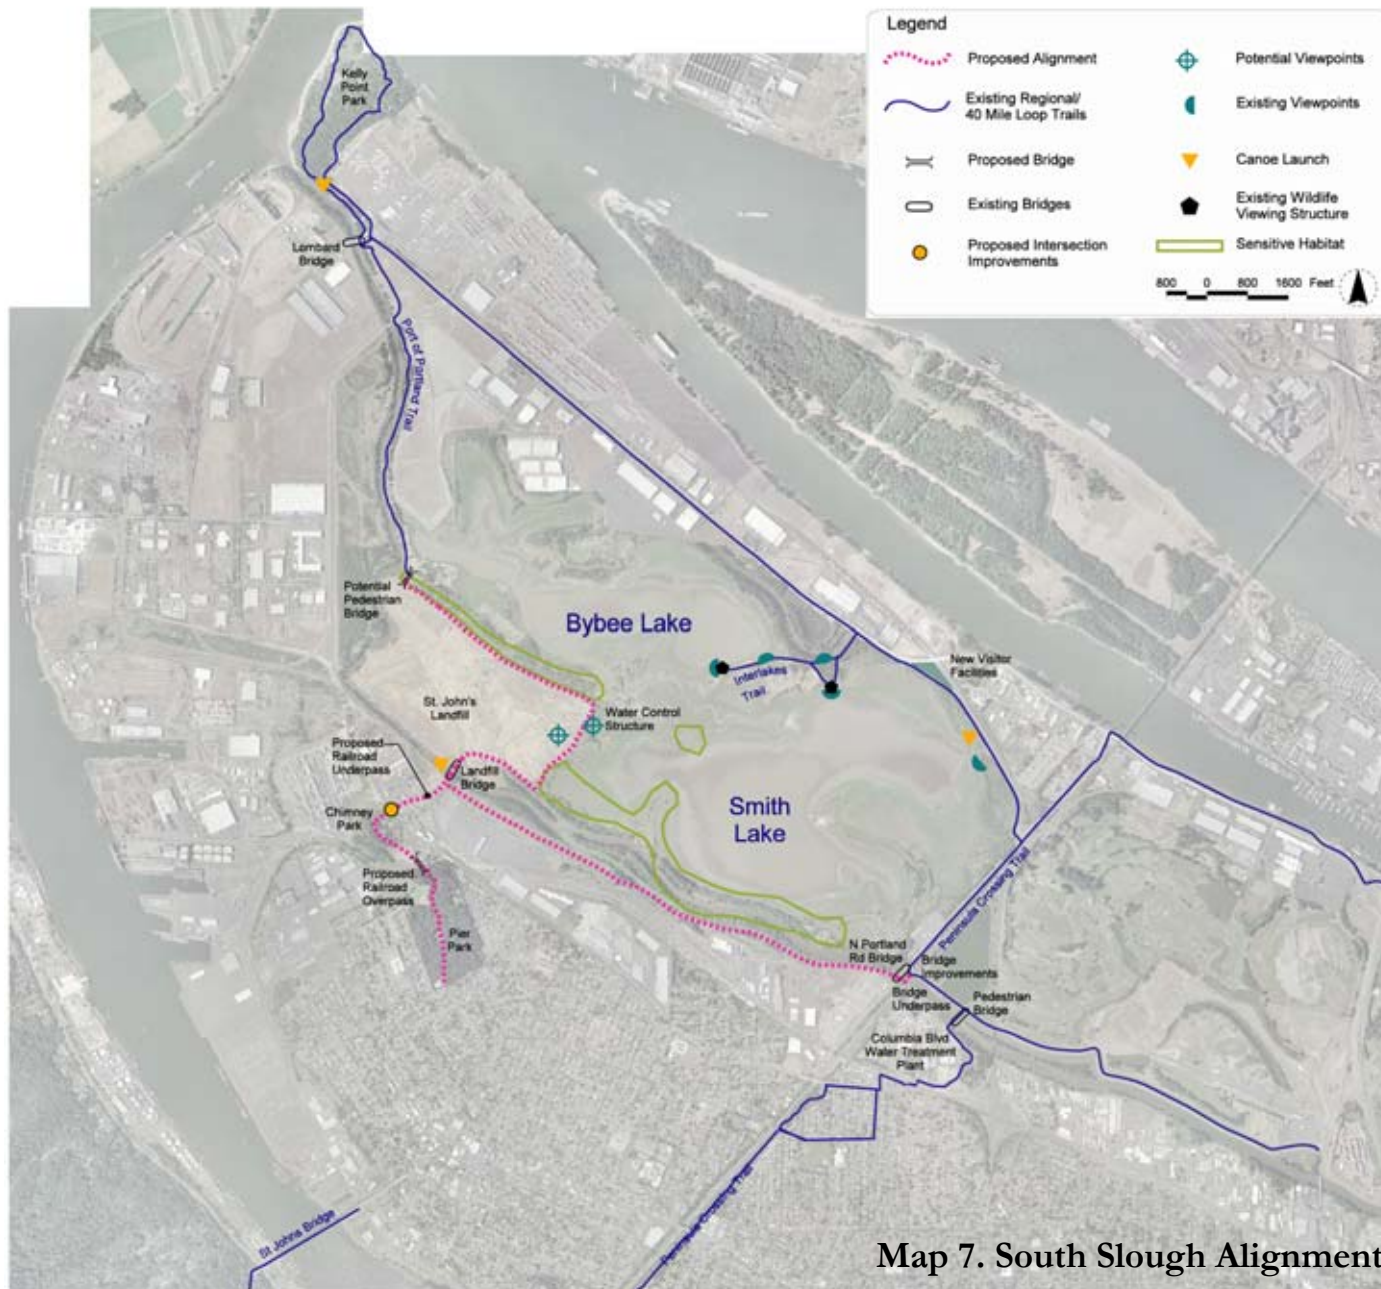 Legend
Proposed Alignment
Potential Viewpoints
Existing Regional/
40 Mile Loop Trails
Existing Viewpoints
Proposed Bridge
Canoe Launch
Existing Bridges
Existing Wildlife
Viewing Structure
Proposed Intersection
Improvements
Sensitive Habitat
800 0 800 1600 Feet
Kelly
Point
Park
Lombard
Bridge
Port of Portland Trail
Potential
Pedestrian
Bridge
Bybee Lake
Interlakes
Trail
New Visitor
Facilities
St. John's
Landfill
Water Control
Structure
Proposed
Railroad
Underpass
Landfill
Bridge
Chimney
Park
Smith
Lake
Proposed
Railroad
Overpass
Pier
Park
Peninsula Crossing Trail
N Portland
Rd Bridge
Bridge
Improvements
Bridge
Underpass
Pedestrian
Bridge
Columbia Blvd
Water Treatment
Plant
Peninsula Crossing Trail
St Johns Bridge
Map 7. South Slough Alignment